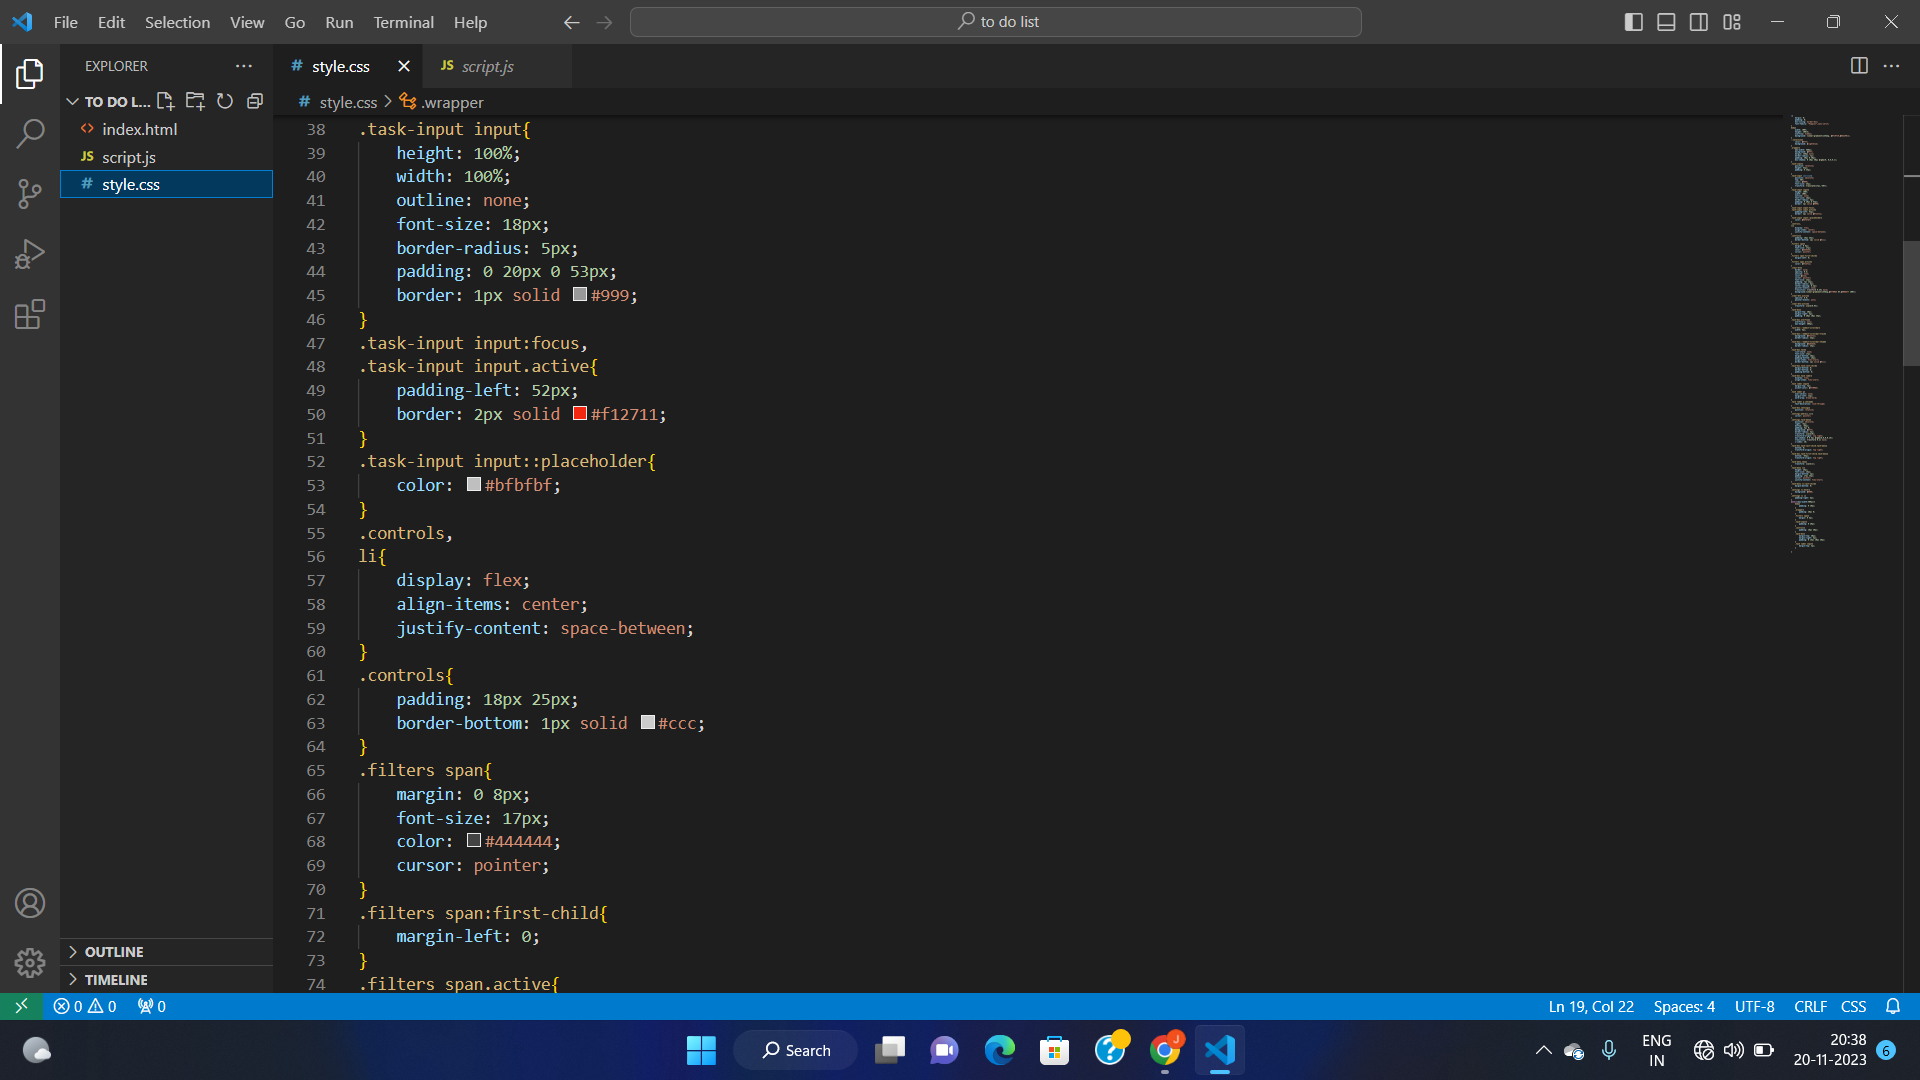 File Edit Selection View Go Run Terminal Help
to do list
EXPLORER
# style.css
JS script.js
TO DO L...
# style.css > .wrapper
<> index.html
JS script.js
# style.css
38 .task-input input{
39 height: 100%;
40 width: 100%;
41 outline: none;
42 font-size: 18px;
43 border-radius: 5px;
44 padding: 0 20px 0 53px;
45 border: 1px solid #999;
46 }
47 .task-input input:focus,
48 .task-input input.active{
49 padding-left: 52px;
50 border: 2px solid #f12711;
51 }
52 .task-input input::placeholder{
53 color: #bfbfbf;
54 }
55 .controls,
56 li{
57 display: flex;
58 align-items: center;
59 justify-content: space-between;
60 }
61 .controls{
62 padding: 18px 25px;
63 border-bottom: 1px solid #ccc;
64 }
65 .filters span{
66 margin: 0 8px;
67 font-size: 17px;
68 color: #444444;
69 cursor: pointer;
70 }
71 .filters span:first-child{
72 margin-left: 0;
73 }
74 .filters span.active{
OUTLINE
TIMELINE
0 0 0
Ln 19, Col 22 Spaces: 4 UTF-8 CRLF CSS
Search
J
ENG
IN
20:38
20-11-2023
6